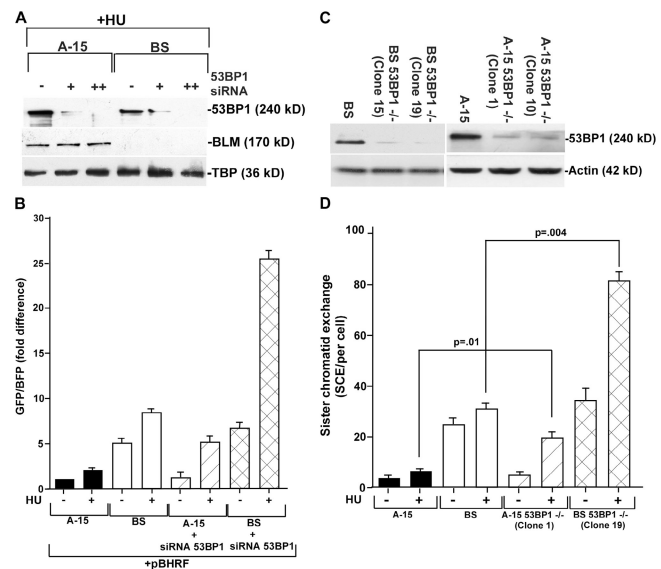 A
+HU
A-15 BS
- + ++ - + ++ 53BP1 siRNA
-53BP1 (240 kD)
-BLM (170 kD)
-TBP (36 kD)
C
BS
BS 53BP1 -/- (Clone 15)
BS 53BP1 -/- (Clone 19)
A-15
A-15 53BP1 -/- (Clone 1)
A-15 53BP1 -/- (Clone 10)
-53BP1 (240 kD)
-Actin (42 kD)
B
GFP/BFP (fold difference)
30
25
20
15
10
5
0
HU - + - + - + - +
A-15 BS A-15 + siRNA 53BP1 BS + siRNA 53BP1
+pBHRF
D
Sister chromatid exchange
(SCE/per cell)
100
80
60
40
20
0
p=.004
p=.01
HU - + - + - + - +
A-15 BS A-15 53BP1 -/- (Clone 1) BS 53BP1 -/- (Clone 19)